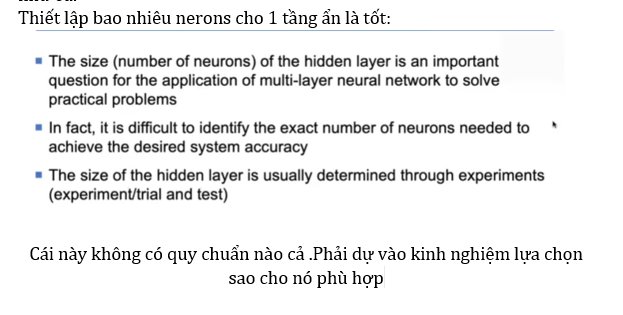 Thiết lập bao nhiêu nerons cho 1 tầng ẩn là tốt:
The size (number of neurons) of the hidden layer is an important
question for the application of multi-layer neural network to solve
practical problems
In fact, it is difficult to identify the exact number of neurons needed to
achieve the desired system accuracy
The size of the hidden layer is usually determined through experiments
(experiment/trial and test)
Cái này không có quy chuẩn nào cả .Phải dự vào kinh nghiệm lựa chọn
sao cho nó phù hợp